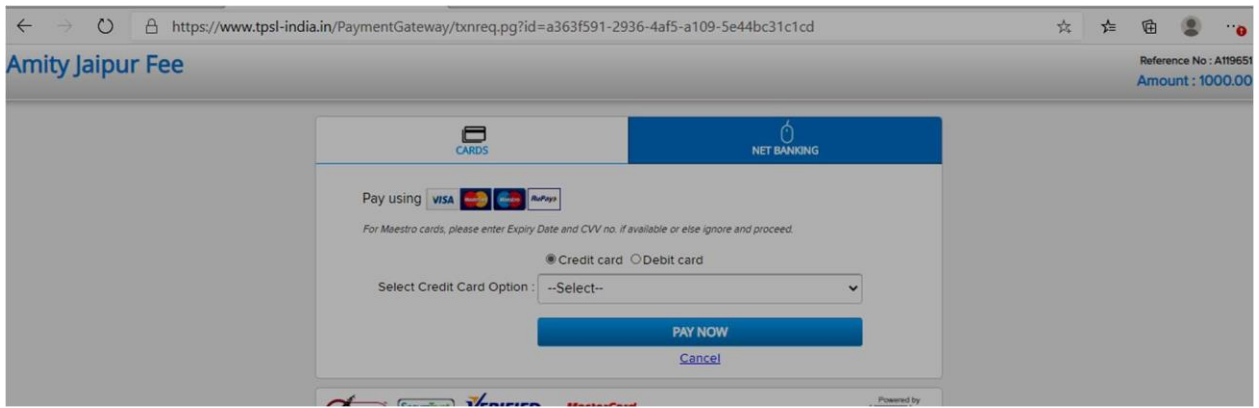 https://www.tpsl-india.in/PaymentGateway/txnreq.pg?id=a363f591-2936-4af5-a109-5e44bc31c1cd
Amity Jaipur Fee
Reference No : A119651
Amount : 1000.00
CARDS
NET BANKING
Pay using VISA MasterCard Maestro RuPay
For Maestro cards, please enter Expiry Date and CVV no. if available or else ignore and proceed.
Credit card Debit card
Select Credit Card Option : --Select--
PAY NOW
Cancel
VERIFIED MasterCard Powered by